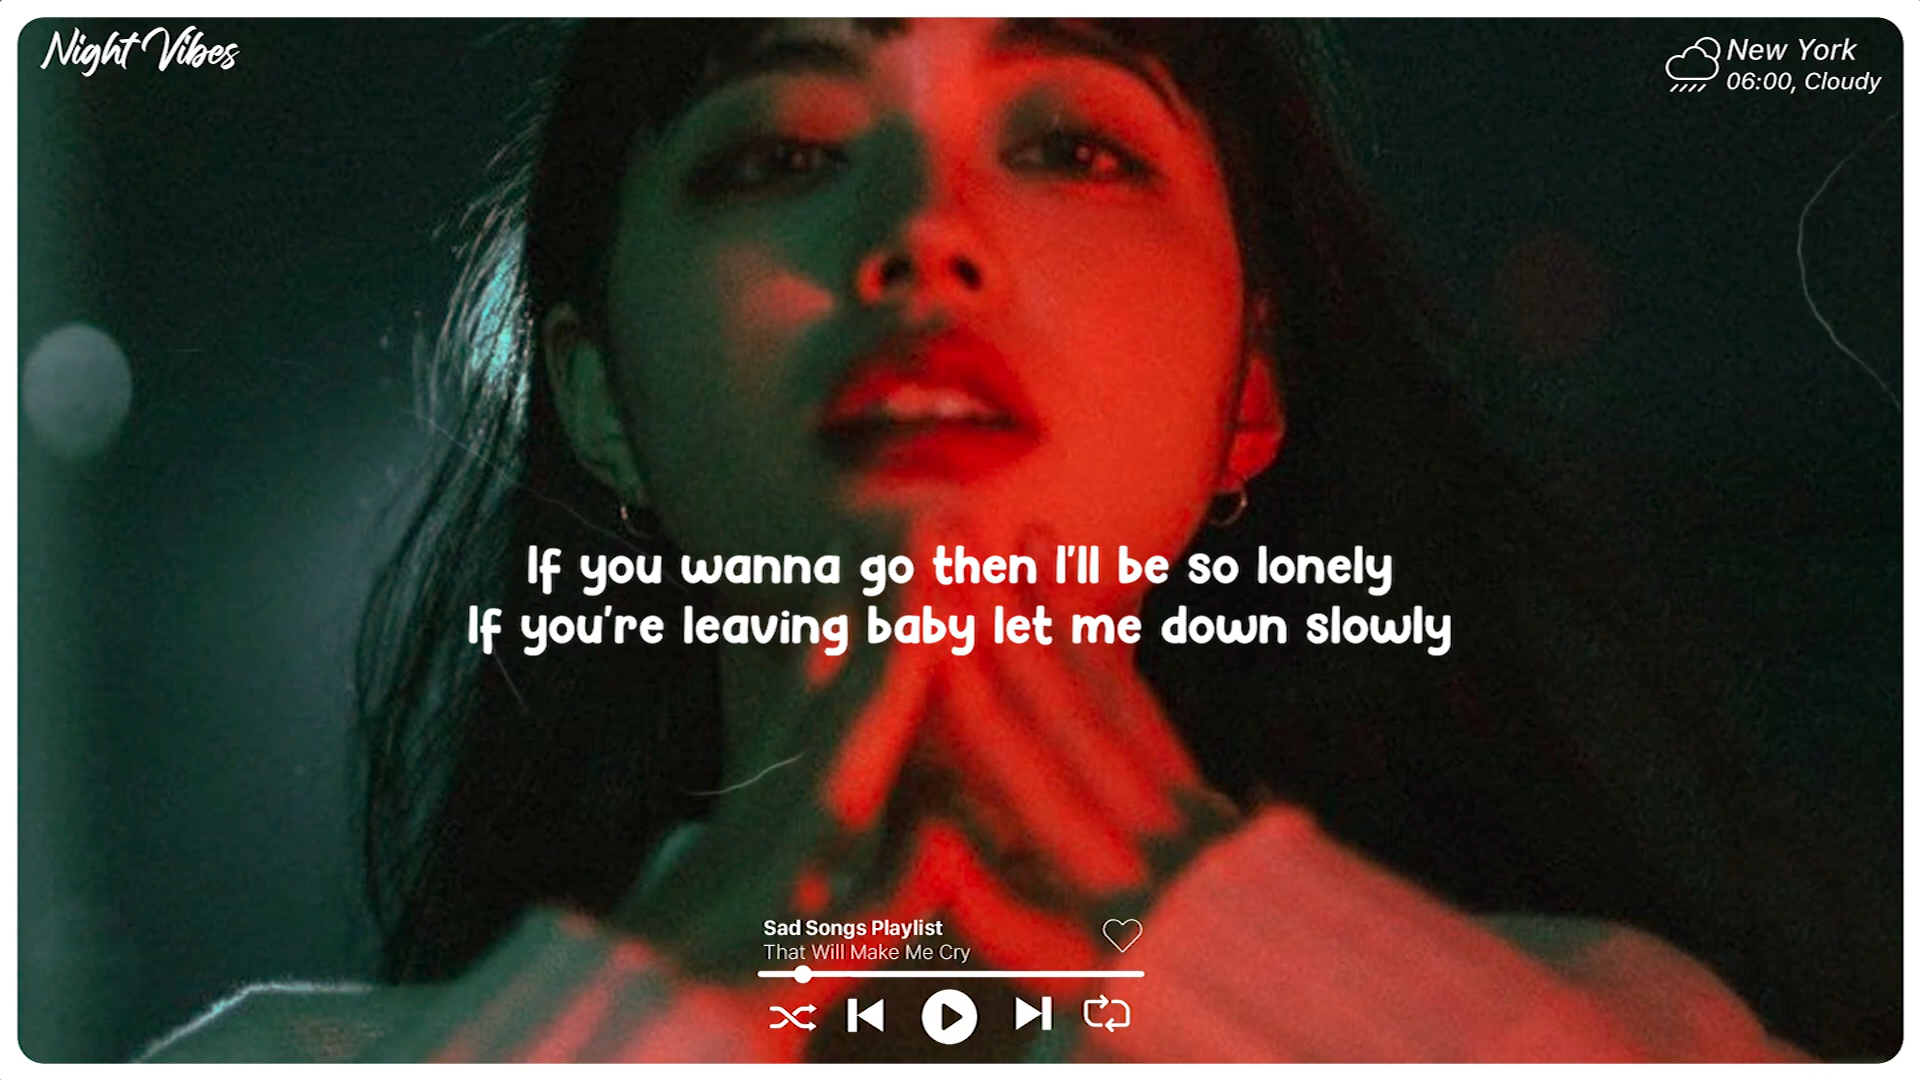 Night Vibes
New York
06:00, Cloudy
If you wanna go then I'll be so lonely
If you're leaving baby let me down slowly
Sad Songs Playlist
That Will Make Me Cry